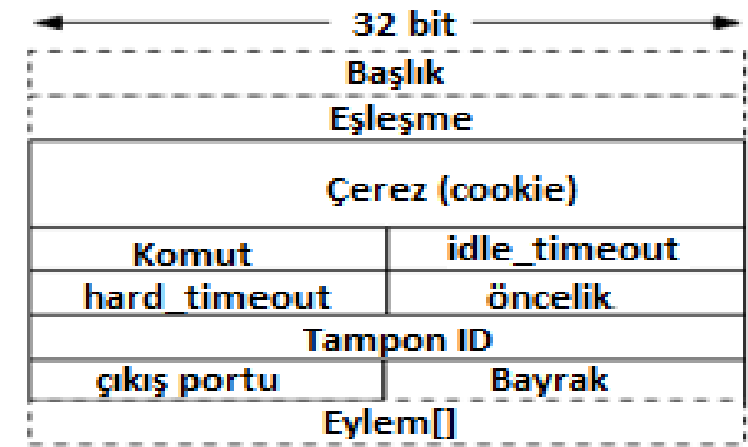 32 bit
Başlık
Eşleşme
Çerez (cookie)
Komut idle_timeout
hard_timeout öncelik
Tampon ID
çıkış portu Bayrak
Eylem[]